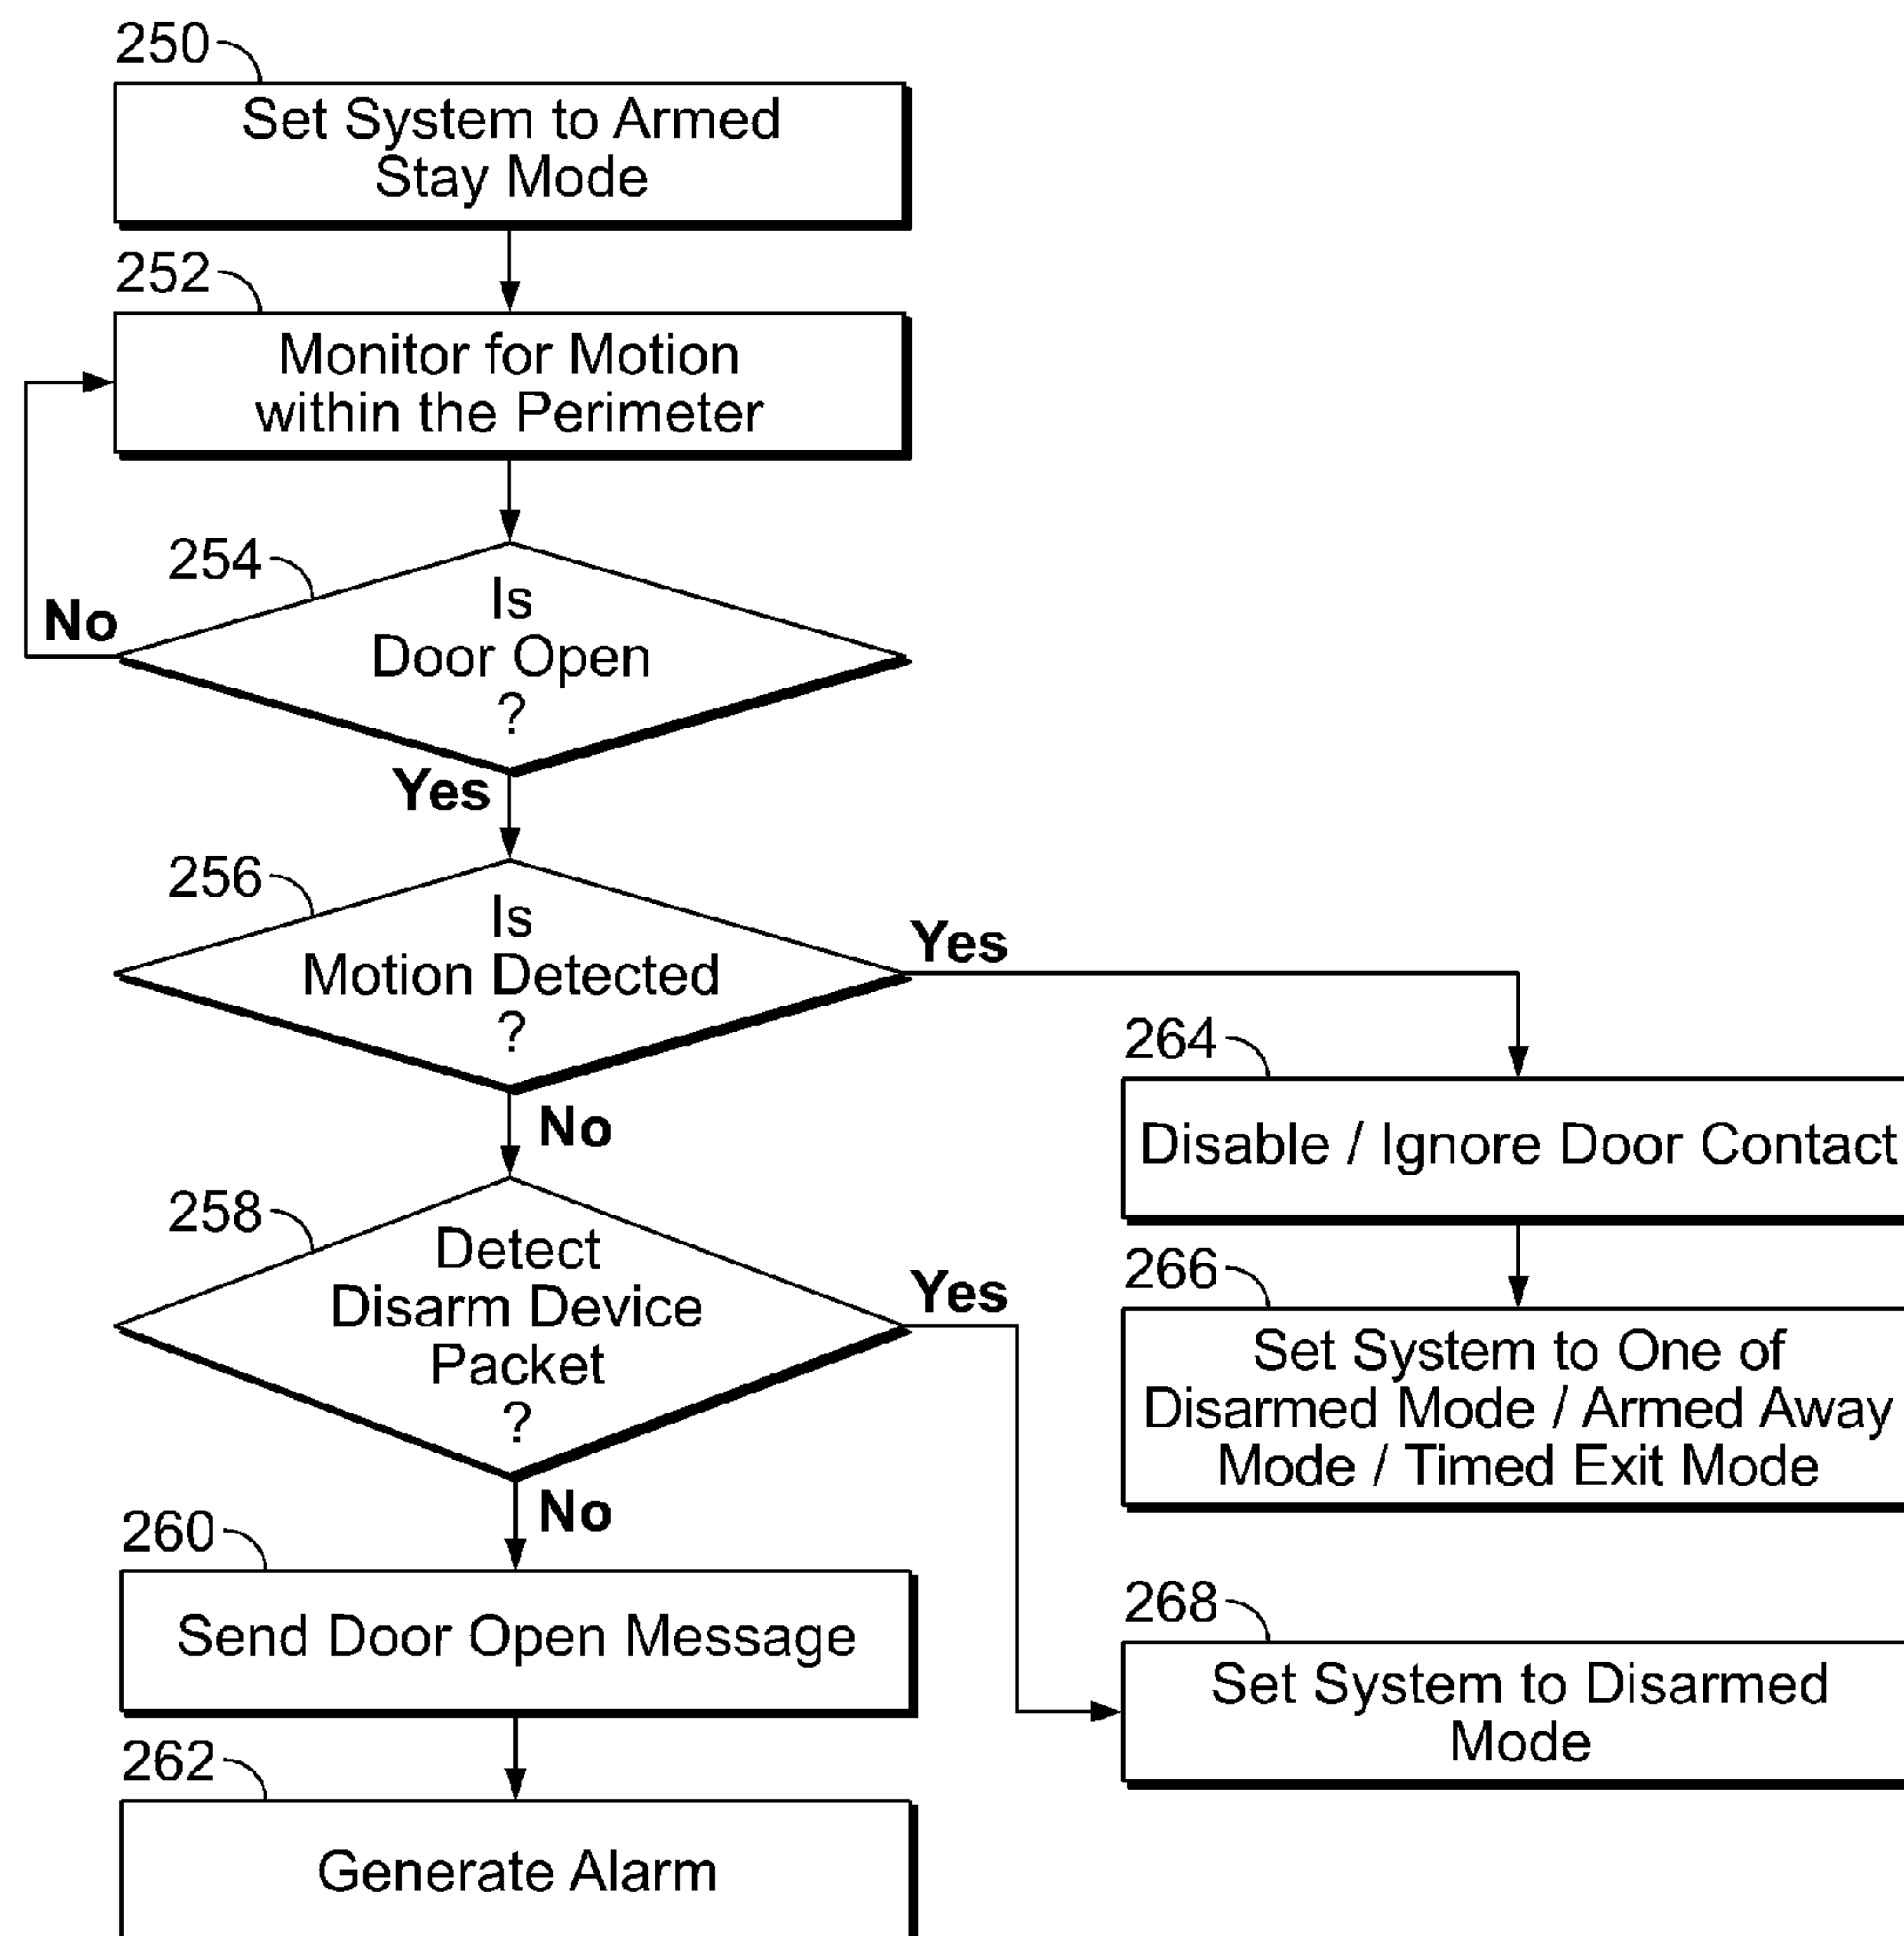 250
Set System to Armed
Stay Mode
252
Monitor for Motion
within the Perimeter
254
Is
Door Open
?
No
Yes
256
Is
Motion Detected
?
Yes
No
264
Disable / Ignore Door Contact
258
Detect
Disarm Device
Packet
?
Yes
No
266
Set System to One of
Disarmed Mode / Armed Away
Mode / Timed Exit Mode
260
Send Door Open Message
268
Set System to Disarmed
Mode
262
Generate Alarm